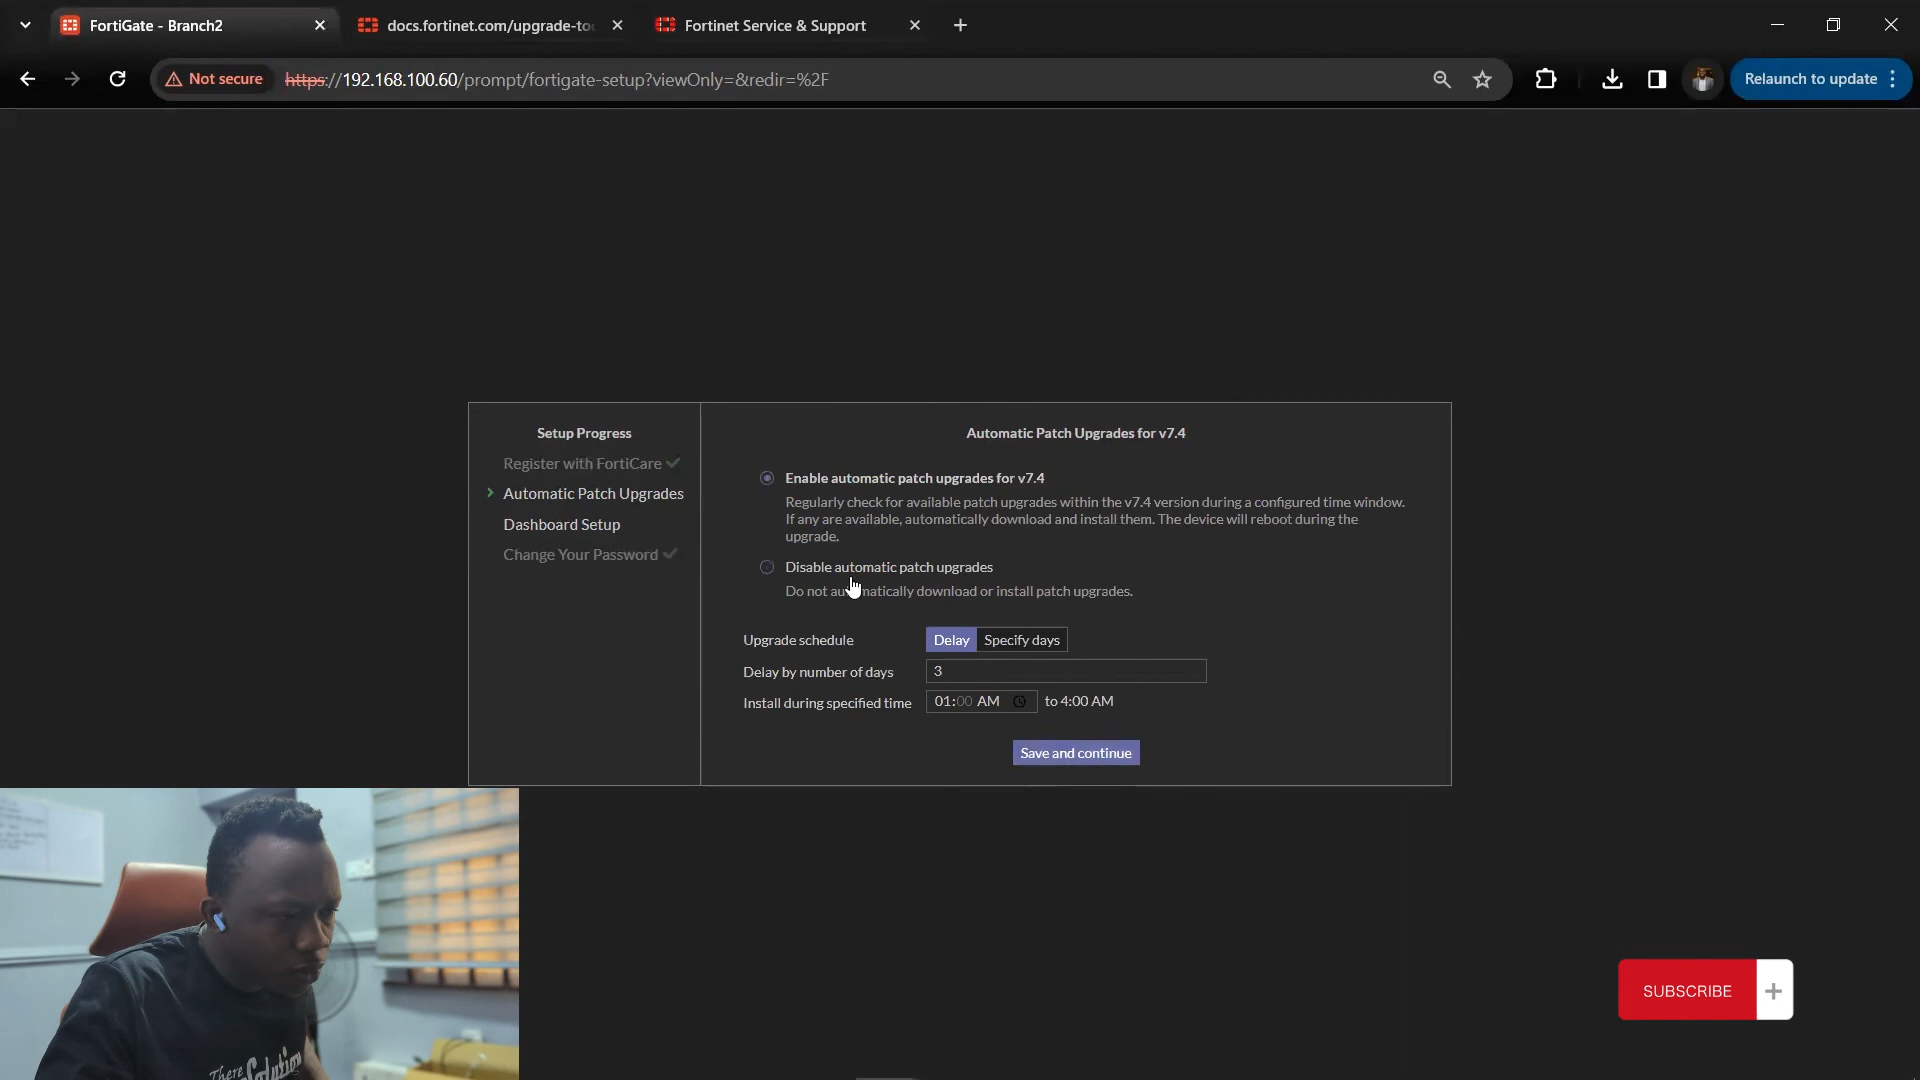 FortiGate - Branch2
docs.fortinet.com/upgrade-to
Fortinet Service & Support
Not secure
https://192.168.100.60/prompt/fortigate-setup?viewOnly=&redir=%2F
Relaunch to update
Setup Progress
Register with FortiCare
Automatic Patch Upgrades
Dashboard Setup
Change Your Password
Automatic Patch Upgrades for v7.4
Enable automatic patch upgrades for v7.4
Regularly check for available patch upgrades within the v7.4 version during a configured time window.
If any are available, automatically download and install them. The device will reboot during the
upgrade.
Disable automatic patch upgrades
Do not automatically download or install patch upgrades.
Upgrade schedule Delay Specify days
Delay by number of days 3
Install during specified time 01:00 AM to 4:00 AM
Save and continue
There
Solution
SUBSCRIBE +